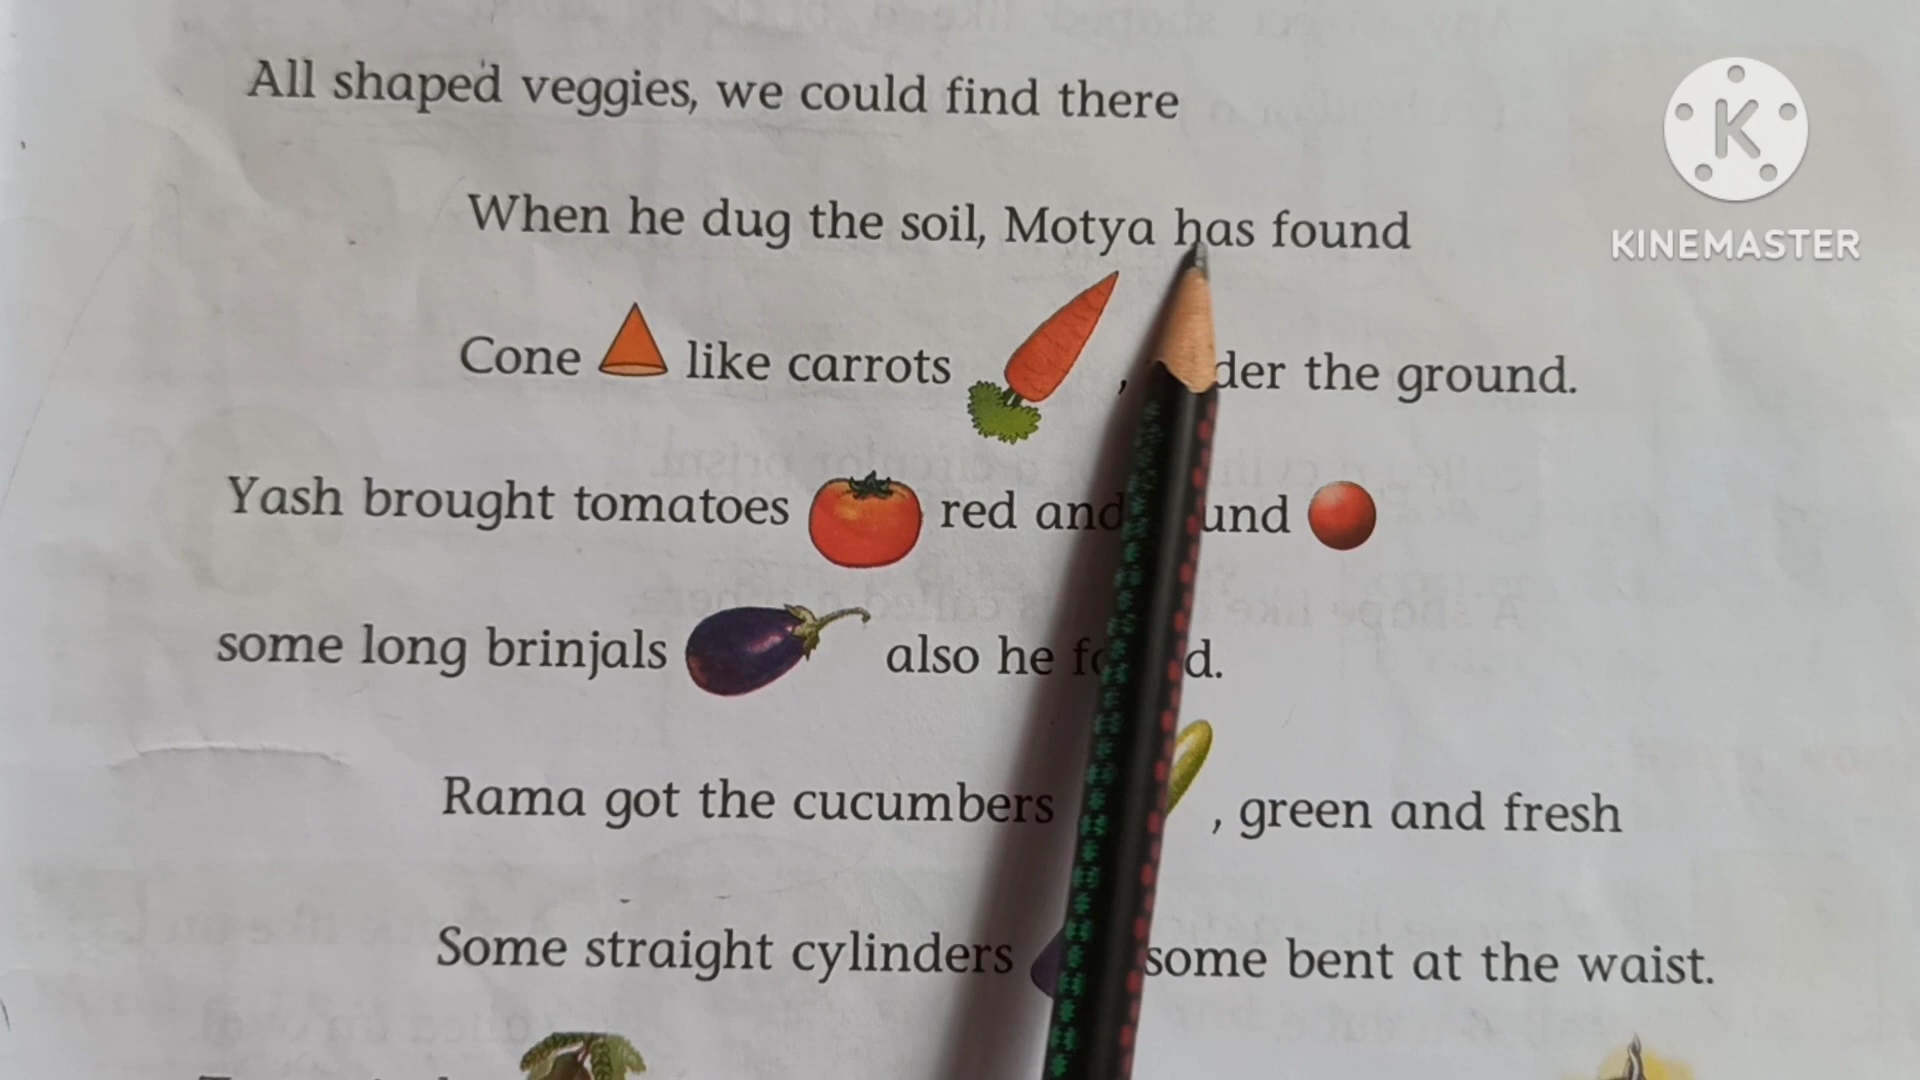 All shaped veggies, we could find there
When he dug the soil, Motya has found
Cone like carrots , der the ground.
Yash brought tomatoes red and und
some long brinjals also he d.
Rama got the cucumbers , green and fresh
Some straight cylinders some bent at the waist.
K
KINEMASTER